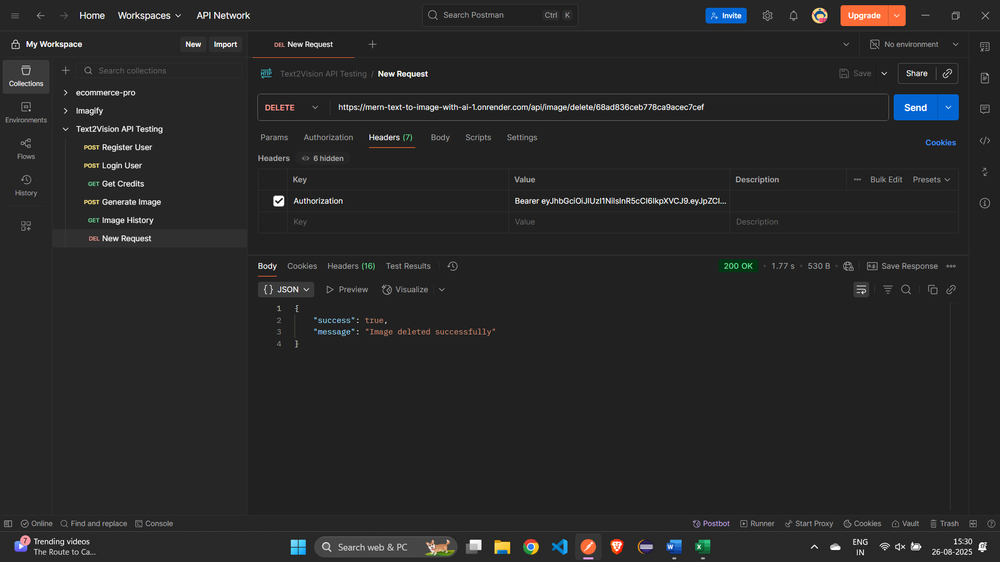 Home
Workspaces
API Network
Search Postman
Ctrl K
Invite
Upgrade
My Workspace
New
Import
DEL New Request
No environment
Collections
Environments
Flows
History
Search collections
ecommerce-pro
Imagify
Text2Vision API Testing
POST Register User
POST Login User
GET Get Credits
POST Generate Image
GET Image History
DEL New Request
HTTP Text2Vision API Testing / New Request
Save
Share
DELETE
https://mern-text-to-image-with-ai-1.onrender.com/api/image/delete/68ad836ceb778ca9acec7cef
Send
Params
Authorization
Headers (7)
Body
Scripts
Settings
Cookies
Headers
6 hidden
Key
Value
Description
Bulk Edit
Presets
Authorization
Bearer eyJhbGciOiJIUzI1NiIsInR5cCI6IkpXVCJ9.eyJpZCI...
Key
Value
Description
Body
Cookies
Headers (16)
Test Results
200 OK
1.77 s
530 B
e.g. Save Response
{} JSON
Preview
Visualize
1 {
2 "success": true,
3 "message": "Image deleted successfully"
4 }
Online
Find and replace
Console
Postbot
Runner
Start Proxy
Cookies
Vault
Trash
7
Trending videos
The Route to Ca...
Search web & PC
ENG
IN
15:30
26-08-2025